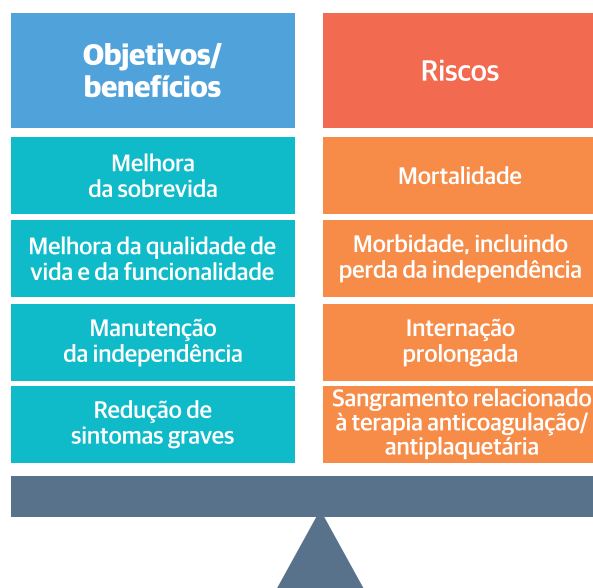 Objetivos/
benefícios
Melhora
da sobrevida
Melhora da qualidade de
vida e da funcionalidade
Manutenção
da independência
Redução de
sintomas graves
Riscos
Mortalidade
Morbidade, incluindo
perda da independência
Internação
prolongada
Sangramento relacionado
à terapia anticoagulação/
antiplaquetária